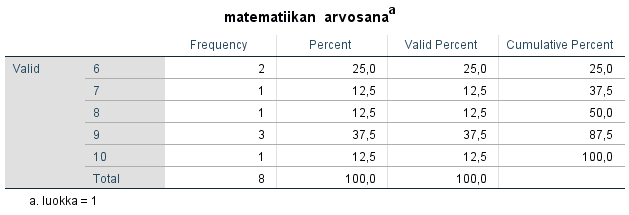 matematiikan arvosana^a
Frequency Percent Valid Percent Cumulative Percent
Valid 6 2 25,0 25,0 25,0
7 1 12,5 12,5 37,5
8 1 12,5 12,5 50,0
9 3 37,5 37,5 87,5
10 1 12,5 12,5 100,0
Total 8 100,0 100,0
a. luokka = 1